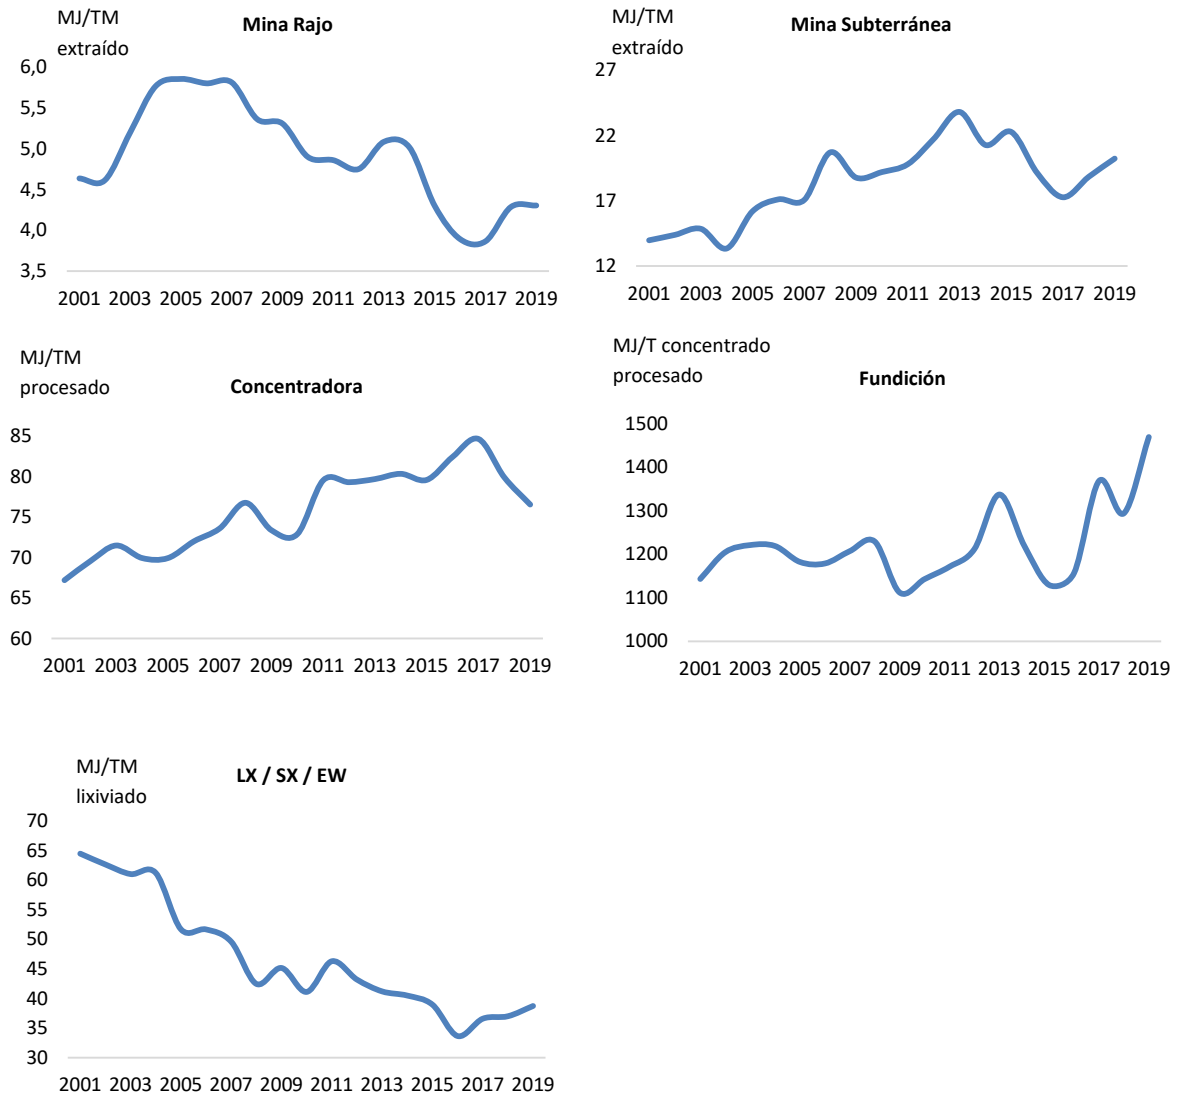 MJ/TM
extraído
Mina Rajo
6,0
5,5
5,0
4,5
4,0
3,5
2001 2003 2005 2007 2009 2011 2013 2015 2017 2019
MJ/TM
extraído
Mina Subterránea
27
22
17
12
2001 2003 2005 2007 2009 2011 2013 2015 2017 2019
MJ/TM
procesado
Concentradora
85
80
75
70
65
60
2001 2003 2005 2007 2009 2011 2013 2015 2017 2019
MJ/T concentrado
procesado
Fundición
1500
1400
1300
1200
1100
1000
2001 2003 2005 2007 2009 2011 2013 2015 2017 2019
MJ/TM
lixiviado
LX / SX / EW
70
65
60
55
50
45
40
35
30
2001 2003 2005 2007 2009 2011 2013 2015 2017 2019